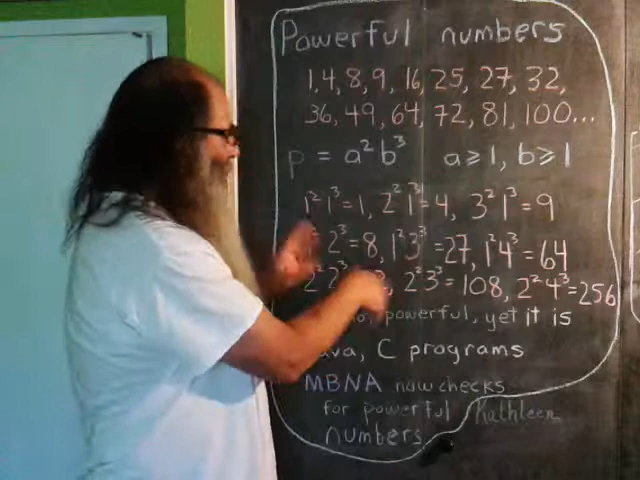 Powerful numbers
1, 4, 8, 9, 16, 25, 27, 32,
36, 49, 64, 72, 81, 100...
p = a²b³ a≥1, b≥1
1²1³=1, 2²1³=4, 3²1³=9
2³=8, 1²3³=27, 1²4³=64
2²2³ 2²3³=108, 2²4³=256
powerful, yet it is
C programs
MBNA now checks
for powerful Kathleen
numbers